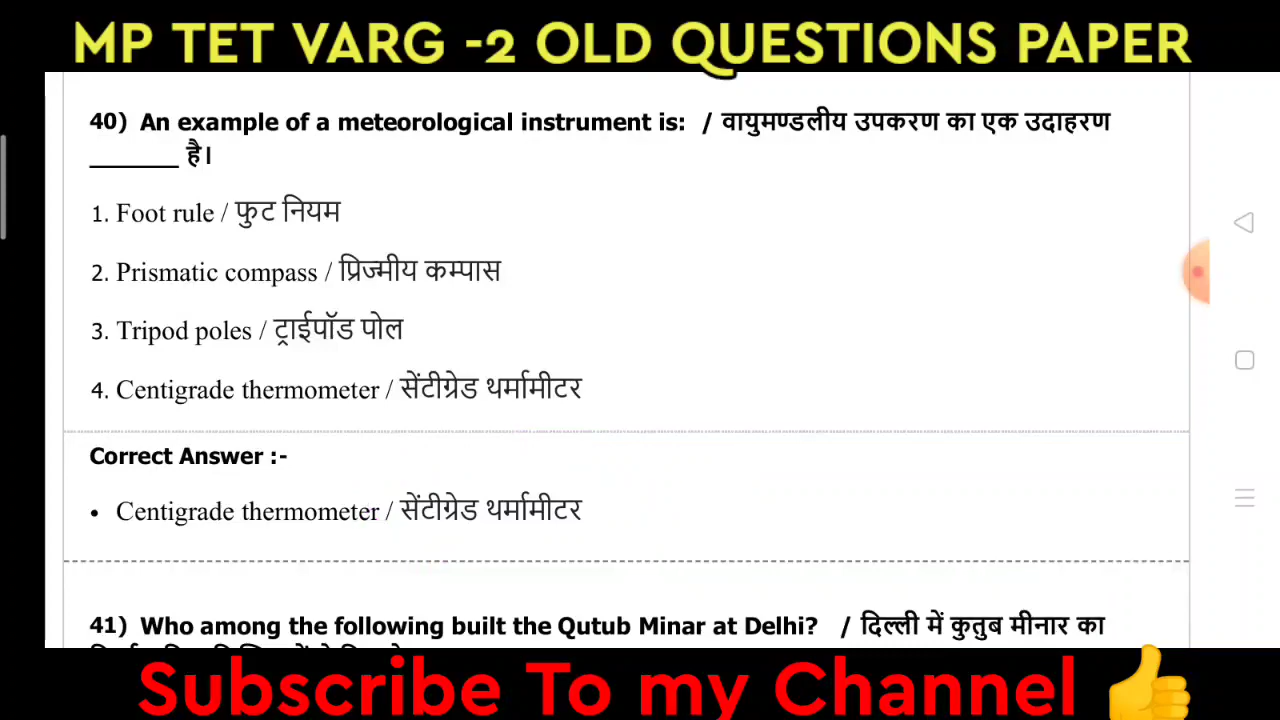 MP TET VARG -2 OLD QUESTIONS PAPER
40) An example of a meteorological instrument is: / वायुमण्डलीय उपकरण का एक उदाहरण
_______ है।
1. Foot rule / फुट नियम
2. Prismatic compass / प्रिज्मीय कम्पास
3. Tripod poles / ट्राईपॉड पोल
4. Centigrade thermometer / सेंटीग्रेड थर्मामीटर
Correct Answer :-
• Centigrade thermometer / सेंटीग्रेड थर्मामीटर
41) Who among the following built the Qutub Minar at Delhi? / दिल्ली में कुतुब मीनार का
Subscribe To my Channel